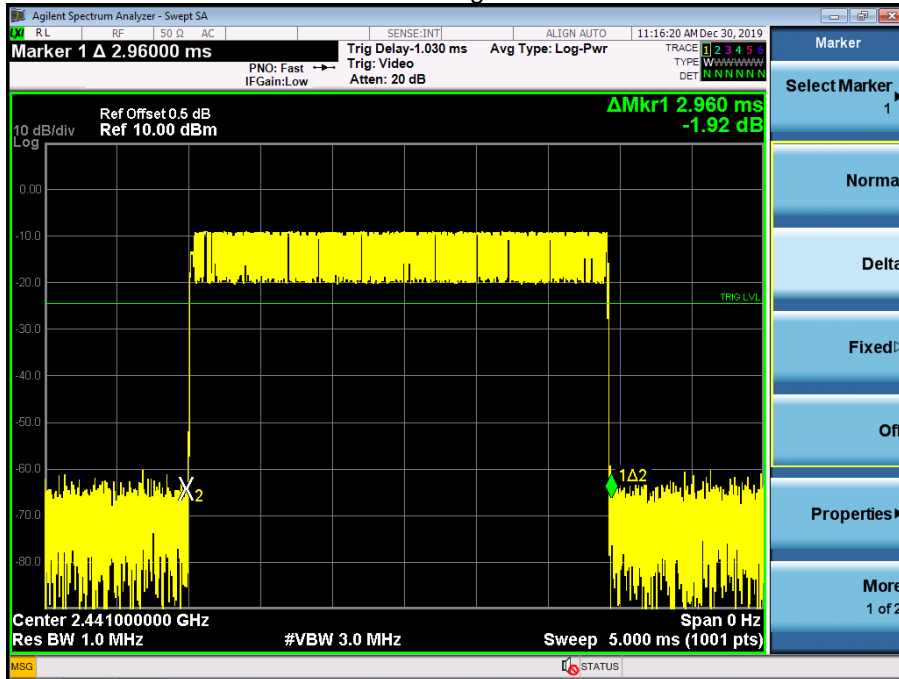 Agilent Spectrum Analyzer - Swept SA
LXI RL RF 50 Ω AC SENSE:INT ALIGN AUTO 11:16:20 AM Dec 30, 2019
Marker 1 Δ 2.96000 ms
Trig Delay-1.030 ms Avg Type: Log-Pwr TRACE 1 2 3 4 5 6
PNO: Fast Trig: Video TYPE WWWWWW
IFGain:Low Atten: 20 dB DET N N N N N N
ΔMkr1 2.960 ms
-1.92 dB
Ref Offset 0.5 dB
10 dB/div Ref 10.00 dBm
Log
0.00
-10.0
-20.0
TRIG LVL
-30.0
-40.0
-50.0
-60.0
1Δ2
X2
-70.0
-80.0
Center 2.441000000 GHz Span 0 Hz
Res BW 1.0 MHz #VBW 3.0 MHz Sweep 5.000 ms (1001 pts)
MSG STATUS
Marker
Select Marker
1
Norma
Delta
Fixed
Off
Properties
More
1 of 2